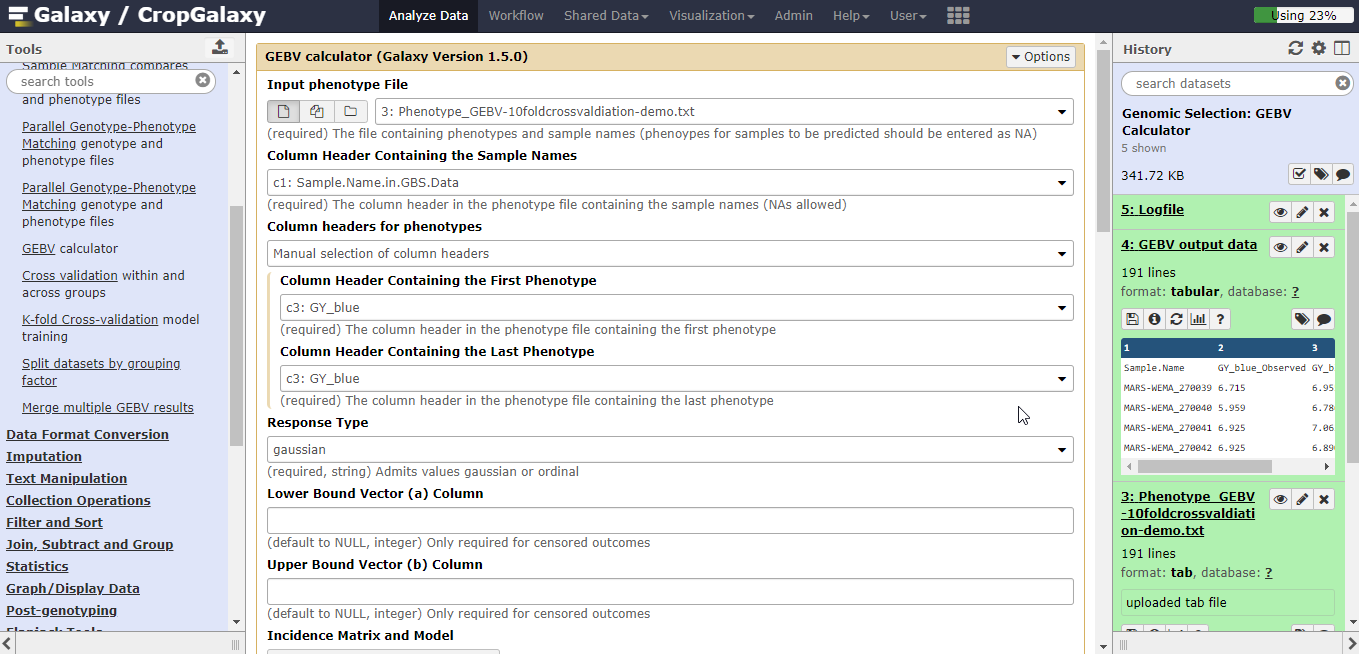 Galaxy / CropGalaxy
Analyze Data
Workflow
Shared Data
Visualization
Admin
Help
User
Using 23%
Tools
Sample Matching compares
search tools
and phenotype files
Parallel Genotype-Phenotype
Matching genotype and
phenotype files
Parallel Genotype-Phenotype
Matching genotype and
phenotype files
GEBV calculator
Cross validation within and
across groups
K-fold Cross-validation model
training
Split datasets by grouping
factor
Merge multiple GEBV results
Data Format Conversion
Imputation
Text Manipulation
Collection Operations
Filter and Sort
Join, Subtract and Group
Statistics
Graph/Display Data
Post-genotyping
Flapjack Tools
GEBV calculator (Galaxy Version 1.5.0)
Options
Input phenotype File
3: Phenotype_GEBV-10foldcrossvaldiation-demo.txt
(required) The file containing phenotypes and sample names (phenoypes for samples to be predicted should be entered as NA)
Column Header Containing the Sample Names
c1: Sample.Name.in.GBS.Data
(required) The column header in the phenotype file containing the sample names (NAs allowed)
Column headers for phenotypes
Manual selection of column headers
Column Header Containing the First Phenotype
c3: GY_blue
(required) The column header in the phenotype file containing the first phenotype
Column Header Containing the Last Phenotype
c3: GY_blue
(required) The column header in the phenotype file containing the last phenotype
Response Type
gaussian
(required, string) Admits values gaussian or ordinal
Lower Bound Vector (a) Column
(default to NULL, integer) Only required for censored outcomes
Upper Bound Vector (b) Column
(default to NULL, integer) Only required for censored outcomes
Incidence Matrix and Model
History
search datasets
Genomic Selection: GEBV
Calculator
5 shown
341.72 KB
5: Logfile
4: GEBV output data
191 lines
format: tabular, database: ?
?
1 2 3
Sample.Name GY_blue_Observed GY_b
MARS-WEMA_270039 6.715 6.95
MARS-WEMA_270040 5.959 6.78
MARS-WEMA_270041 6.925 7.06
MARS-WEMA_270042 6.925 6.89
3: Phenotype_GEBV
-10foldcrossvaldiati
on-demo.txt
191 lines
format: tab, database: ?
uploaded tab file